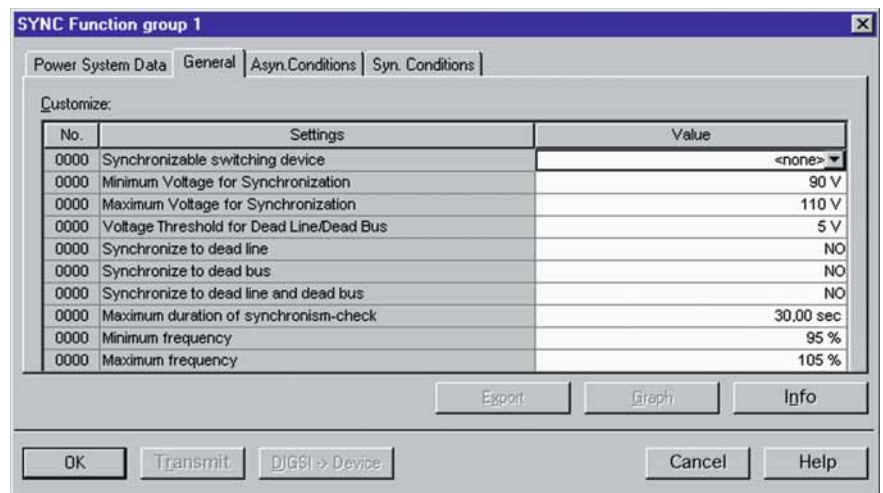 SYNC Function group 1
Power System Data General Asyn.Conditions Syn. Conditions
Customize:
No. Settings Value
0000 Synchronizable switching device <none>
0000 Minimum Voltage for Synchronization 90 V
0000 Maximum Voltage for Synchronization 110 V
0000 Voltage Threshold for Dead Line/Dead Bus 5 V
0000 Synchronize to dead line NO
0000 Synchronize to dead bus NO
0000 Synchronize to dead line and dead bus NO
0000 Maximum duration of synchronism-check 30,00 sec
0000 Minimum frequency 95 %
0000 Maximum frequency 105 %
Export Graph Info
OK Transmit DIGSI -> Device Cancel Help